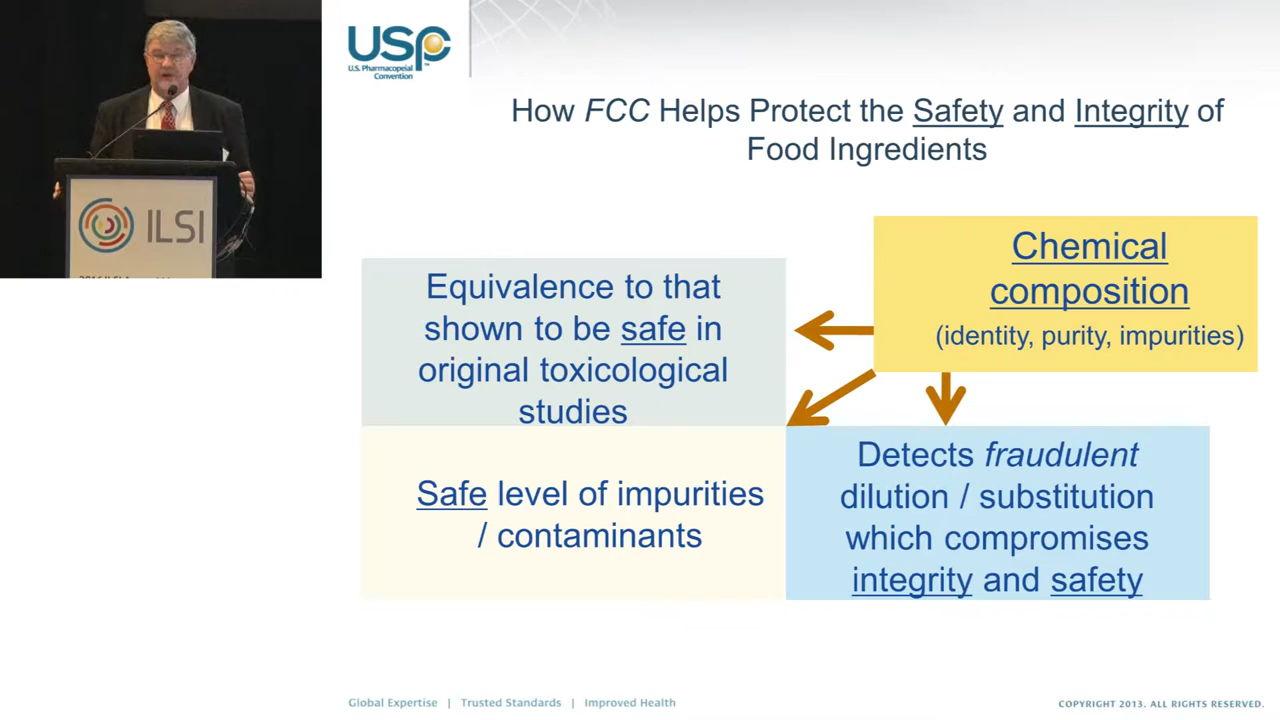 USP
U.S. Pharmacopeial
Convention
How FCC Helps Protect the Safety and Integrity of
Food Ingredients
ILSI
Chemical
composition
(identity, purity, impurities)
Equivalence to that
shown to be safe in
original toxicological
studies
Safe level of impurities
/ contaminants
Detects fraudulent
dilution / substitution
which compromises
integrity and safety
Global Expertise | Trusted Standards | Improved Health
COPYRIGHT 2013. ALL RIGHTS RESERVED.